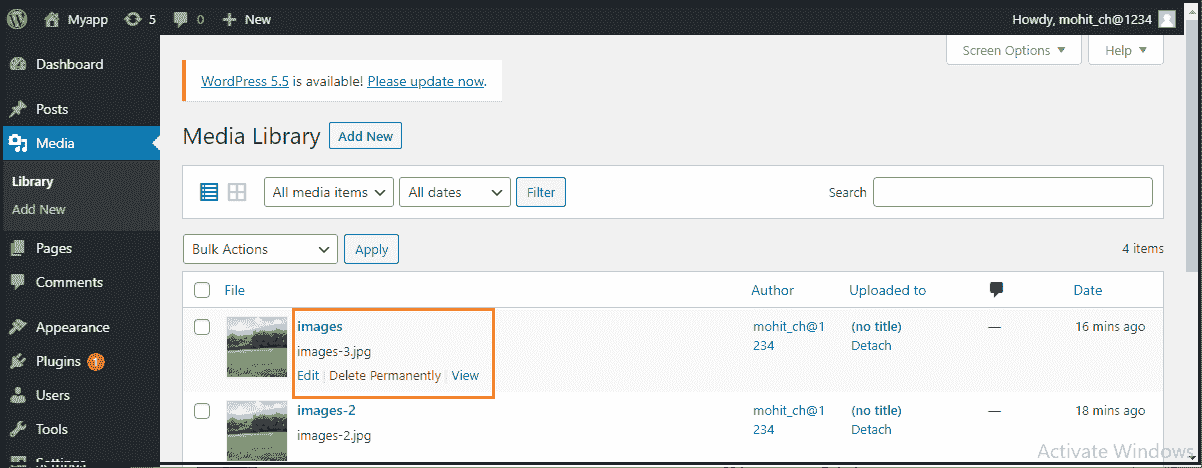 Myapp 5 0 New Howdy, mohit_ch@1234
Screen Options Help
Dashboard
Posts
Media
Library
Add New
Pages
Comments
Appearance
Plugins 1
Users
Tools
Settings
WordPress 5.5 is available! Please update now.
Media Library Add New
All media items All dates Filter Search
Bulk Actions Apply 4 items
File Author Uploaded to Date
images mohit_ch@1 (no title) — 16 mins ago
images-3.jpg 234 Detach
Edit | Delete Permanently | View
images-2 mohit_ch@1 (no title) — 18 mins ago
images-2.jpg 234 Detach
Activate Windows